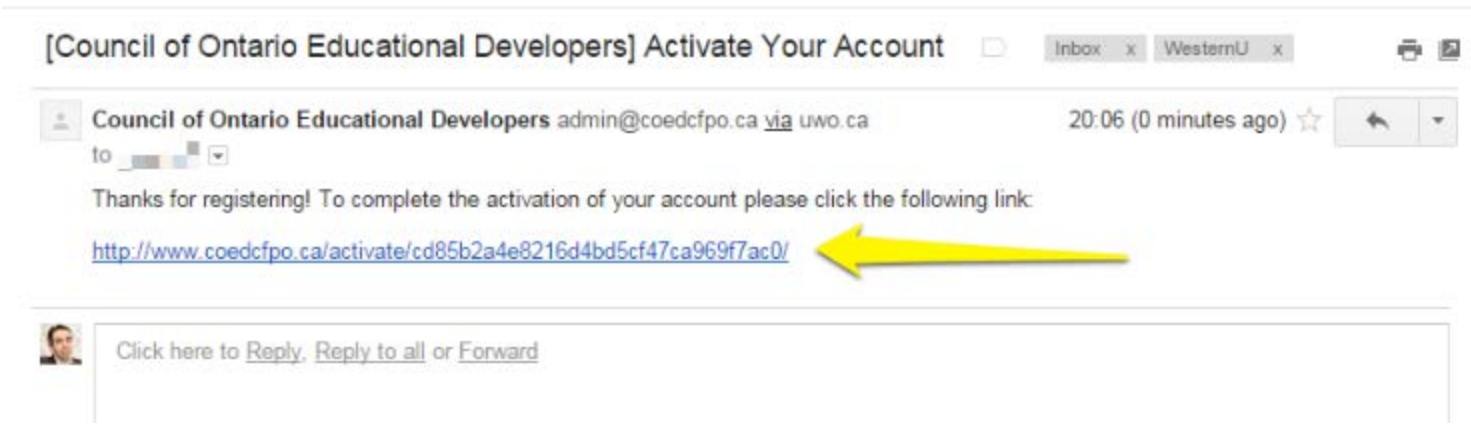 [Council of Ontario Educational Developers] Activate Your Account Inbox x WesternU x
Council of Ontario Educational Developers admin@coedcfpo.ca via uwo.ca 20:06 (0 minutes ago)
to
Thanks for registering! To complete the activation of your account please click the following link:
http://www.coedcfpo.ca/activate/cd85b2a4e8216d4bd5cf47ca969f7ac0/
Click here to Reply, Reply to all or Forward